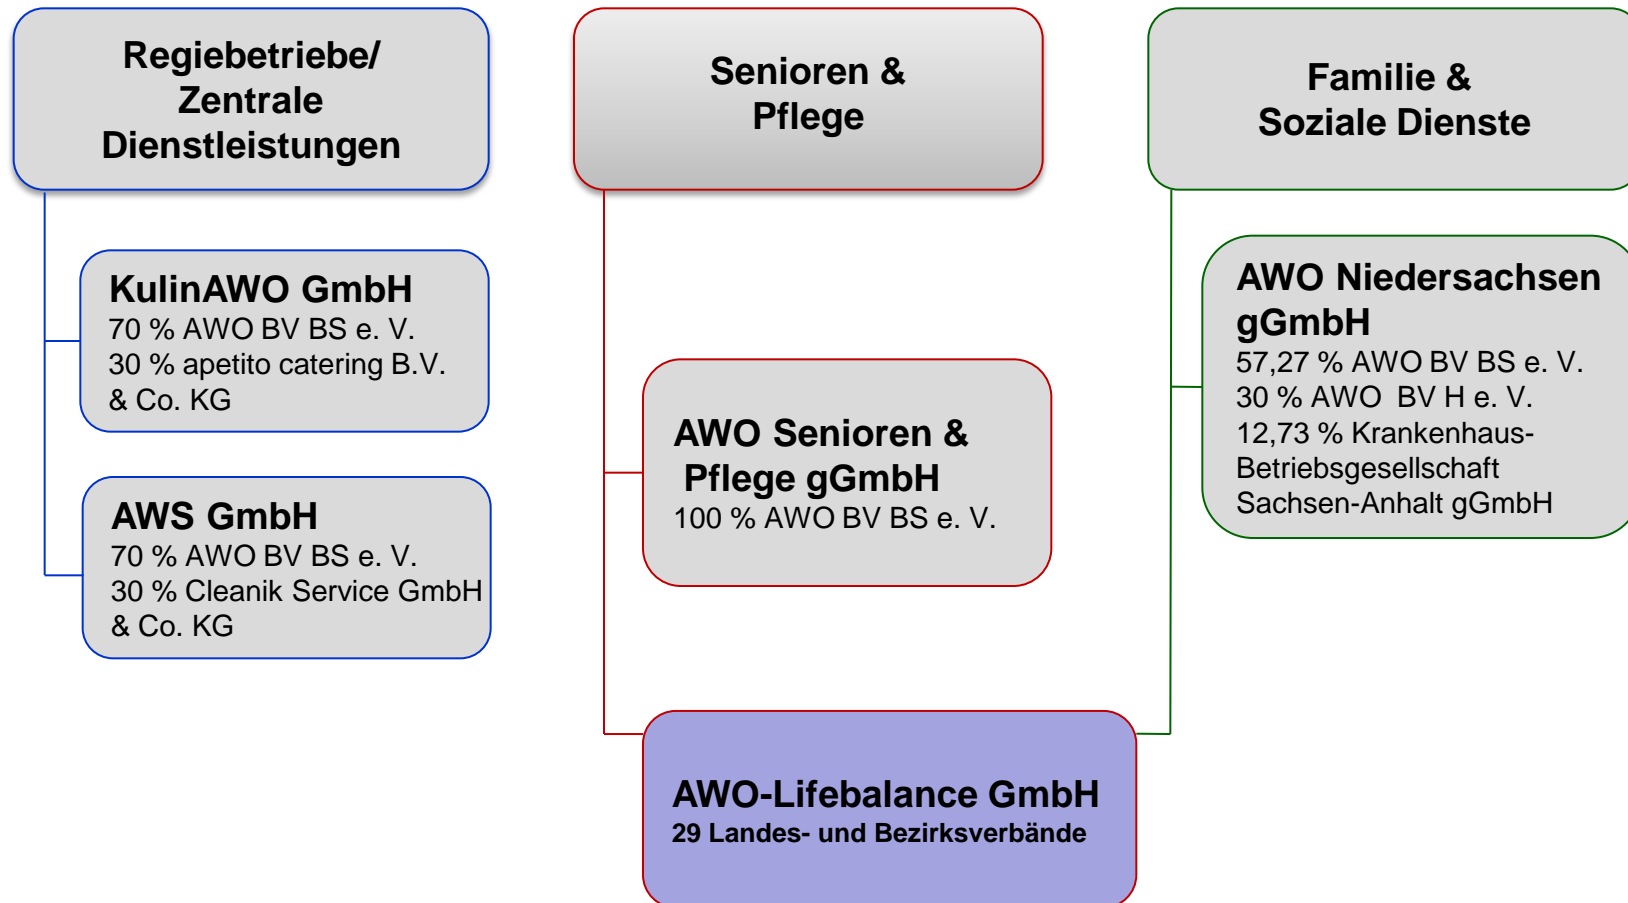 Regiebetriebe/
Zentrale
Dienstleistungen
KulinAWO GmbH
70 % AWO BV BS e. V.
30 % apetito catering B.V.
& Co. KG
AWS GmbH
70 % AWO BV BS e. V.
30 % Cleanik Service GmbH
& Co. KG
Senioren &
Pflege
AWO Senioren &
Pflege gGmbH
100 % AWO BV BS e. V.
AWO-Lifebalance GmbH
29 Landes- und Bezirksverbände
Familie &
Soziale Dienste
AWO Niedersachsen
gGmbH
57,27 % AWO BV BS e. V.
30 % AWO BV H e. V.
12,73 % Krankenhaus-
Betriebsgesellschaft
Sachsen-Anhalt gGmbH